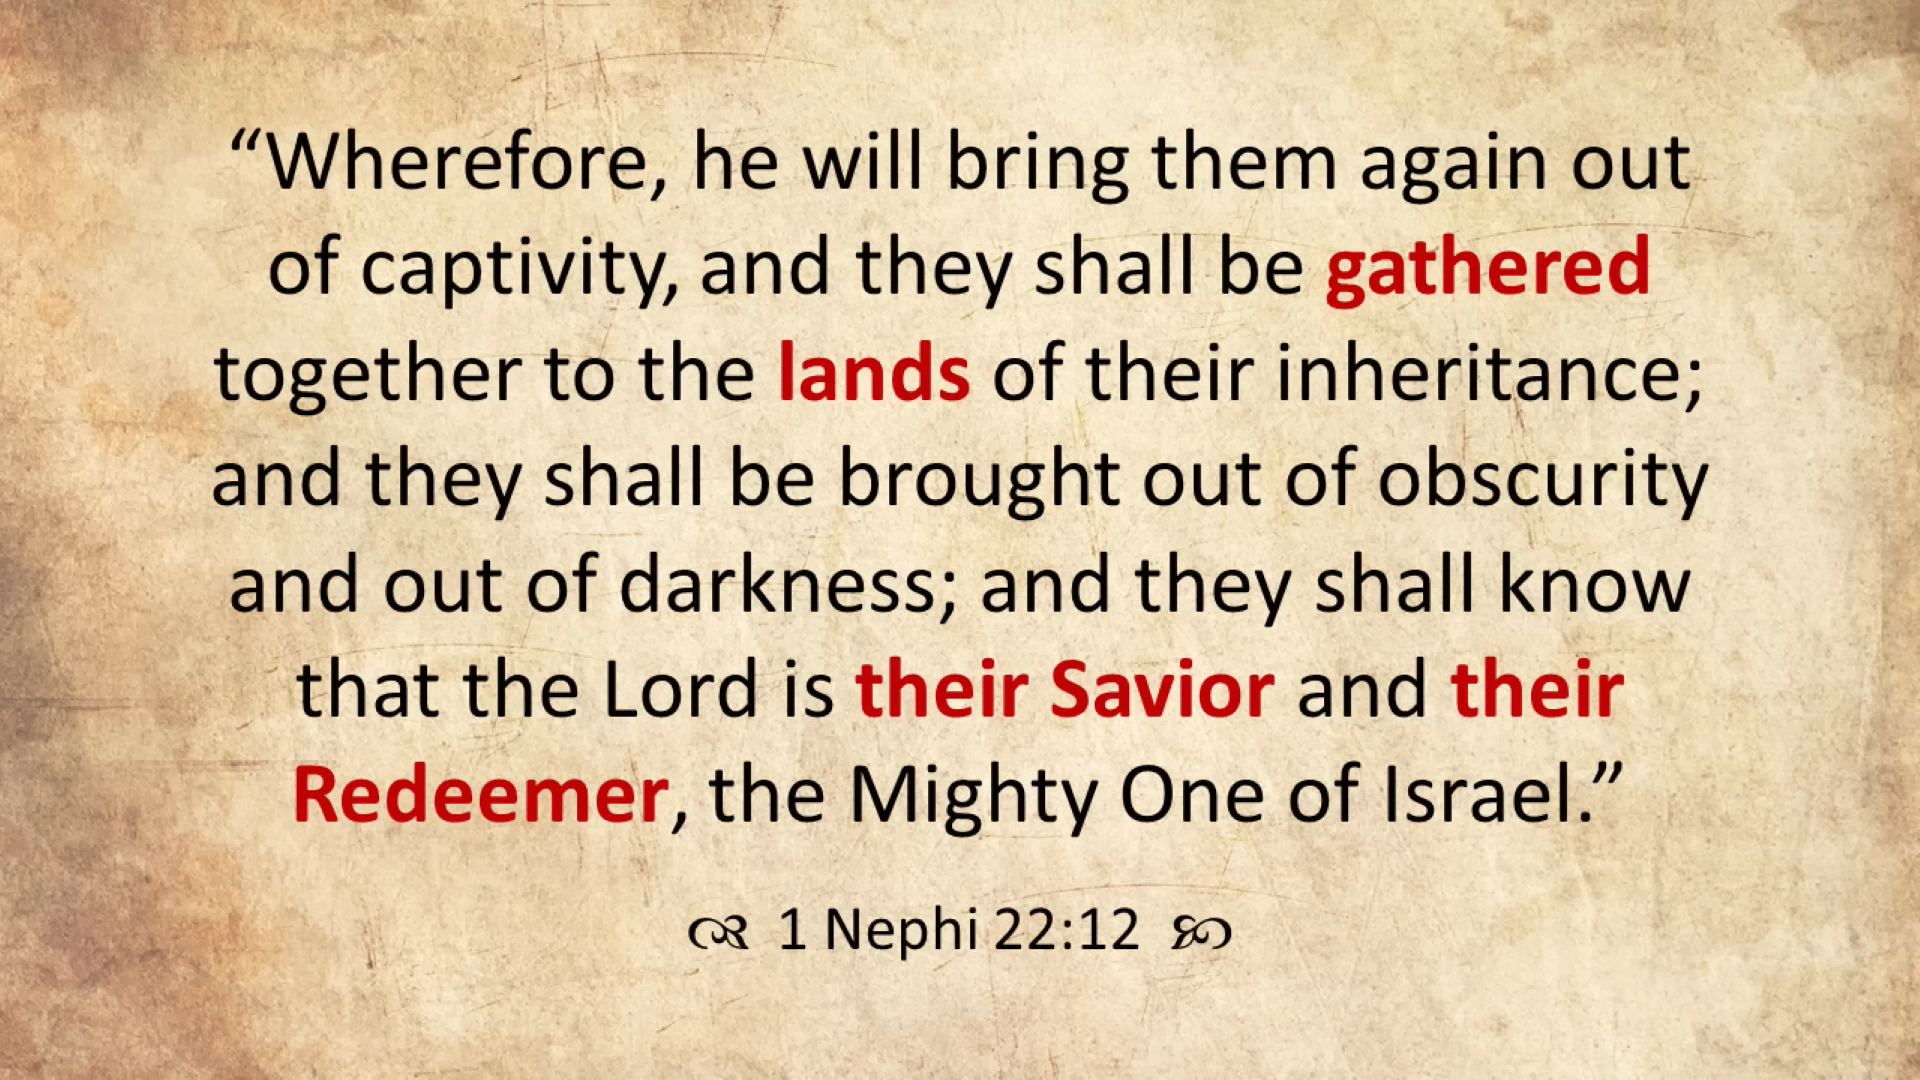 “Wherefore, he will bring them again out
of captivity, and they shall be gathered
together to the lands of their inheritance;
and they shall be brought out of obscurity
and out of darkness; and they shall know
that the Lord is their Savior and their
Redeemer, the Mighty One of Israel.”
1 Nephi 22:12